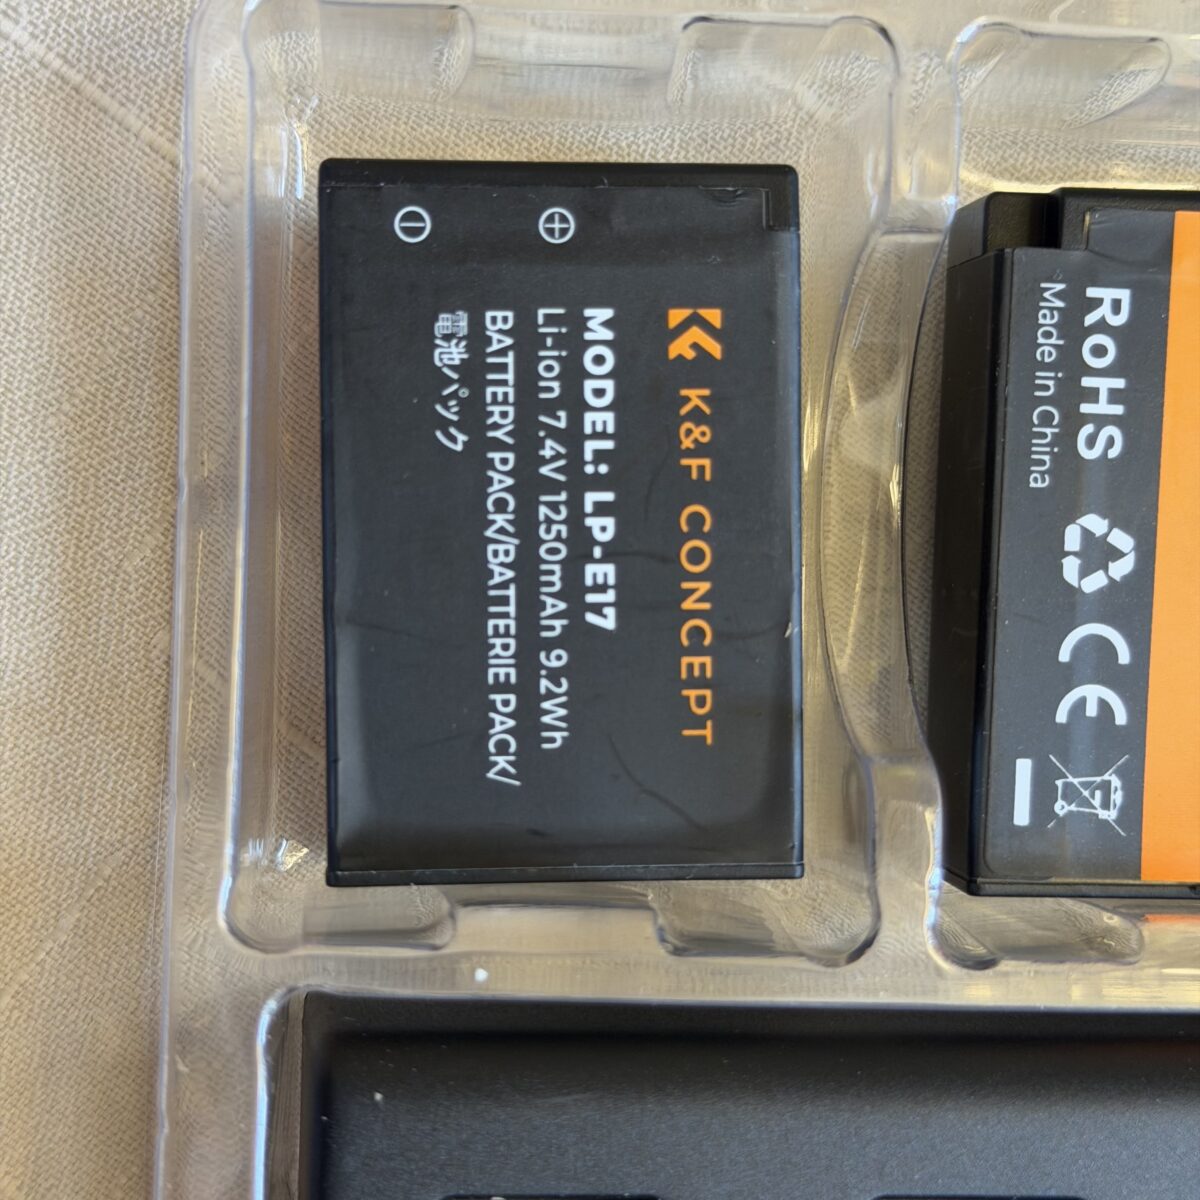 K&F CONCEPT
MODEL: LP-E17
Li-ion 7.4V 1250mAh 9.2Wh
BATTERY PACK/BATTERIE PACK/
電池パック
RoHS
Made in China
CE